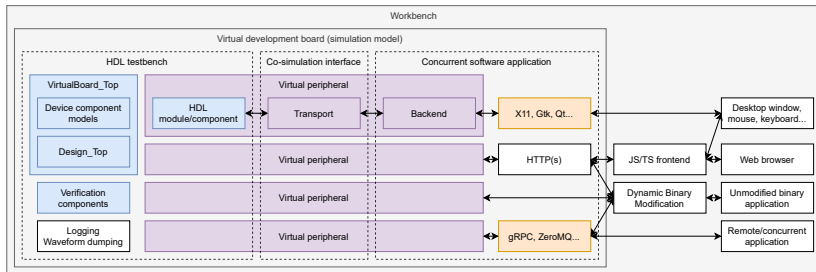 Workbench
Virtual development board (simulation model)
HDL testbench
Co-simulation interface
Concurrent software application
VirtualBoard_Top
Device component
models
Design_Top
Verification
components
Logging
Waveform dumping
Virtual peripheral
HDL
module/component
Transport
Backend
X11, Gtk, Qt...
Desktop window,
mouse, keyboard...
Virtual peripheral
HTTP(s)
JS/TS frontend
Web browser
Virtual peripheral
Dynamic Binary
Modification
Unmodified binary
application
Virtual peripheral
gRPC, ZeroMQ...
Remote/concurrent
application